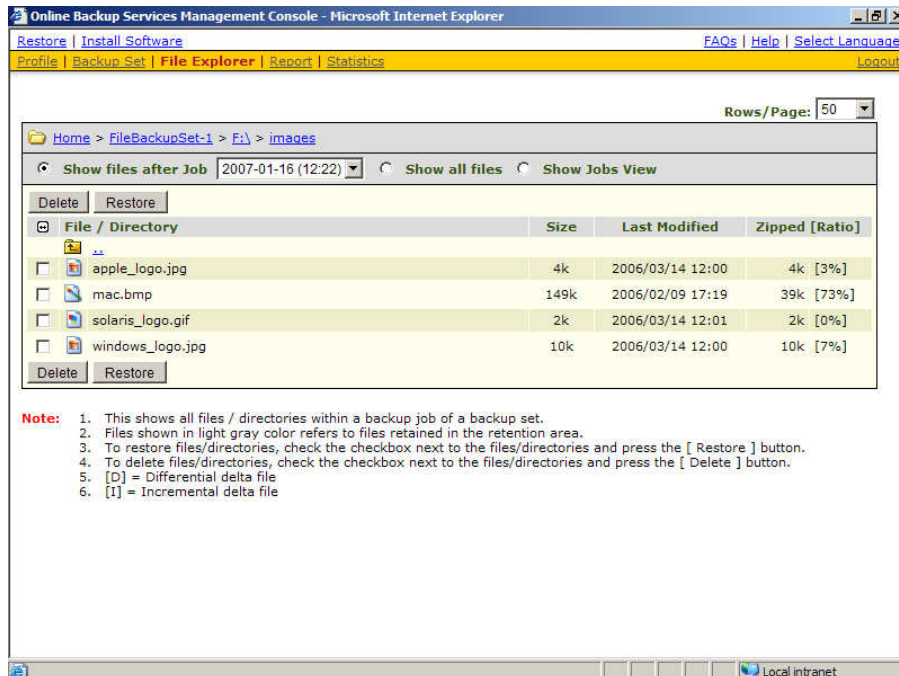 Online Backup Services Management Console - Microsoft Internet Explorer
Restore | Install Software FAQs | Help | Select Language
Profile | Backup Set | File Explorer | Report | Statistics Logout
Rows/Page: 50
Home > FileBackupSet-1 > F:\ > images
Show files after Job 2007-01-16 (12:22) Show all files Show Jobs View
Delete Restore
File / Directory Size Last Modified Zipped [Ratio]
..
apple_logo.jpg 4k 2006/03/14 12:00 4k [3%]
mac.bmp 149k 2006/02/09 17:19 39k [73%]
solaris_logo.gif 2k 2006/03/14 12:01 2k [0%]
windows_logo.jpg 10k 2006/03/14 12:00 10k [7%]
Delete Restore
Note: 1. This shows all files / directories within a backup job of a backup set.
2. Files shown in light gray color refers to files retained in the retention area.
3. To restore files/directories, check the checkbox next to the files/directories and press the [ Restore ] button.
4. To delete files/directories, check the checkbox next to the files/directories and press the [ Delete ] button.
5. [D] = Differential delta file
6. [I] = Incremental delta file
Local intranet